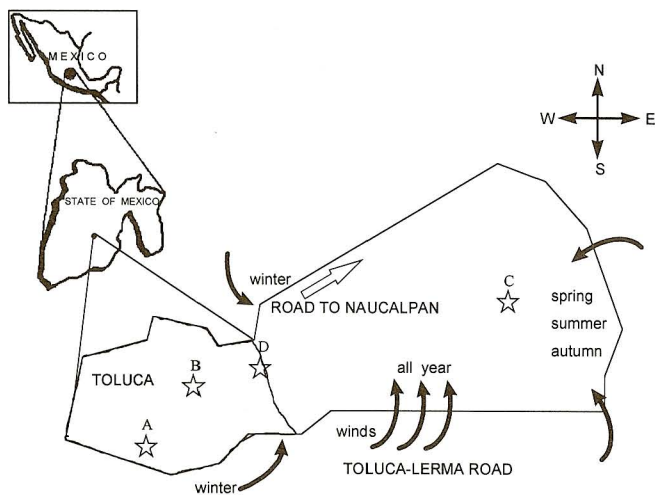 MEXICO
N
W E
S
STATE OF MEXICO
winter
ROAD TO NAUCALPAN
C
spring
summer
autumn
D
TOLUCA
B
all year
A
winds
TOLUCA-LERMA ROAD
winter